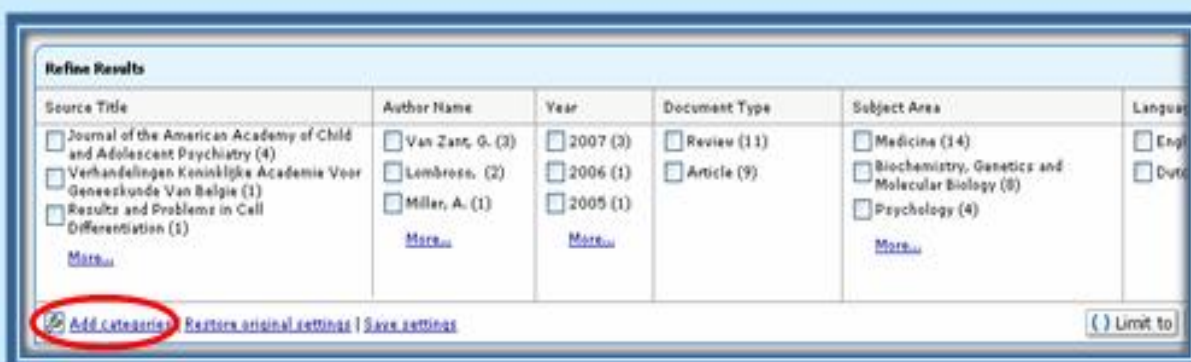 Refine Results
Source Title
Journal of the American Academy of Child
and Adolescent Psychiatry (4)
Verhandelingen Koninklijke Academie Voor
Geneeskunde Van Belgie (1)
Results and Problems in Cell
Differentiation (1)
More...
Author Name
Van Zant, G. (3)
Lombroso, (2)
Miller, A. (1)
More...
Year
2007 (3)
2006 (1)
2005 (1)
More...
Document Type
Review (11)
Article (9)
Subject Area
Medicine (14)
Biochemistry, Genetics and
Molecular Biology (8)
Psychology (4)
More...
Languag
Engl
Dutc
Add categories | Restore original settings | Save settings
Limit to